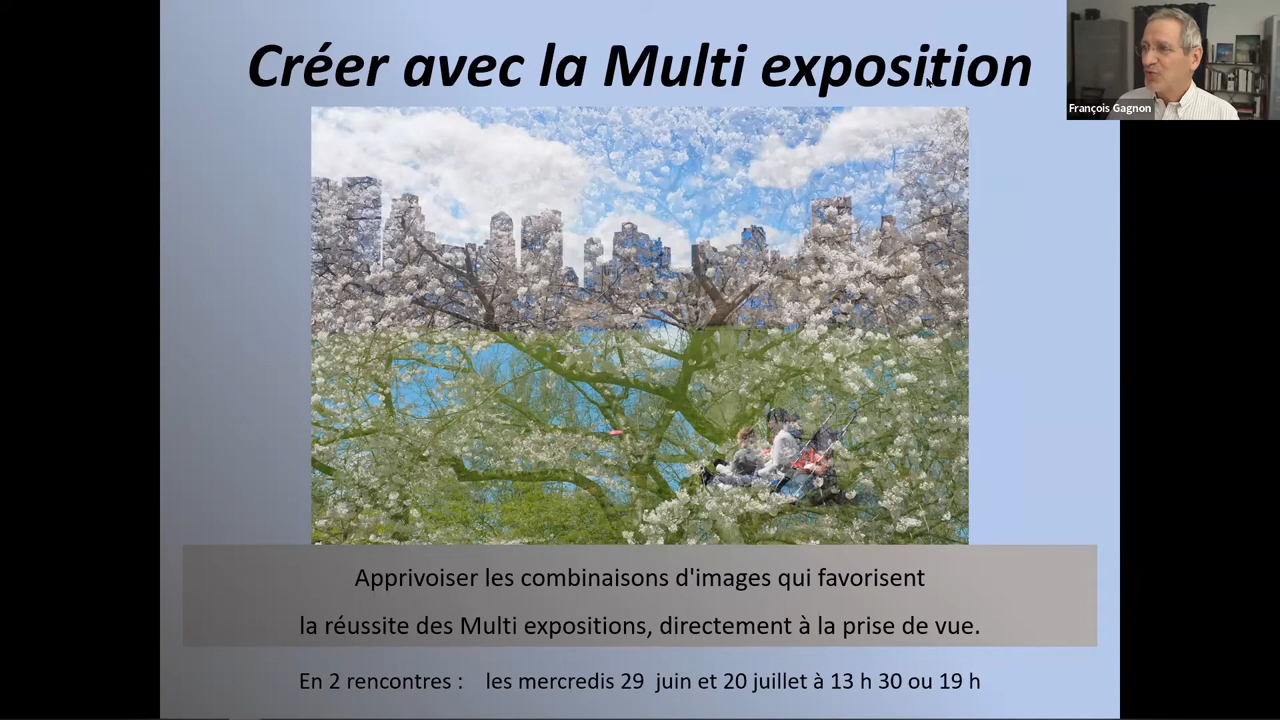 Créer avec la Multi exposition
François Gagnon
Apprivoiser les combinaisons d'images qui favorisent
la réussite des Multi expositions, directement à la prise de vue.
En 2 rencontres : les mercredis 29 juin et 20 juillet à 13 h 30 ou 19 h